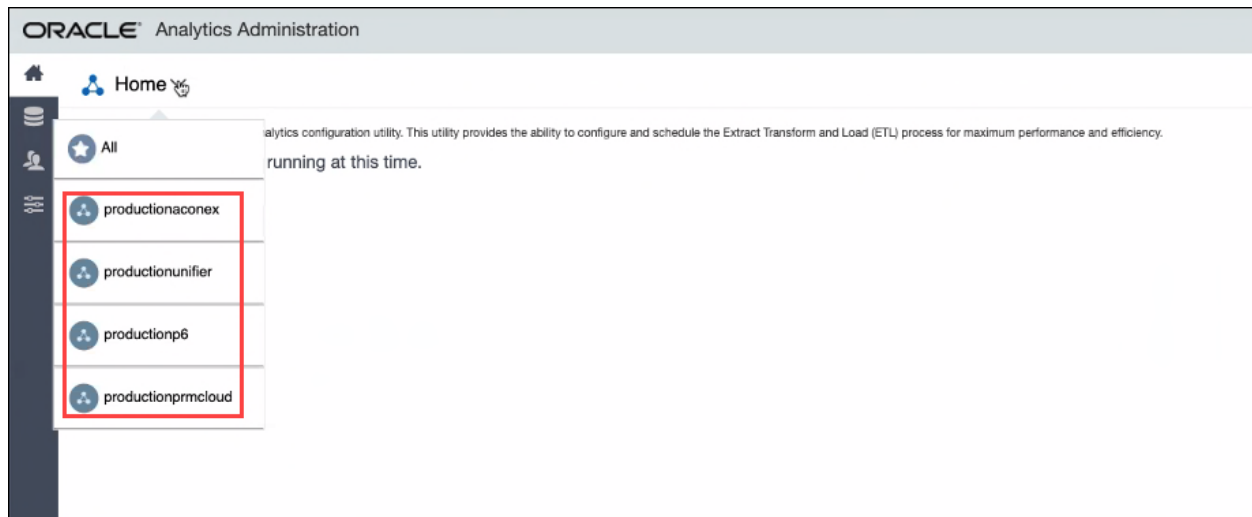 ORACLE® Analytics Administration
Home
All
alytics configuration utility. This utility provides the ability to configure and schedule the Extract Transform and Load (ETL) process for maximum performance and efficiency.
running at this time.
productionaconex
productionunifier
productionp6
productionprmcloud